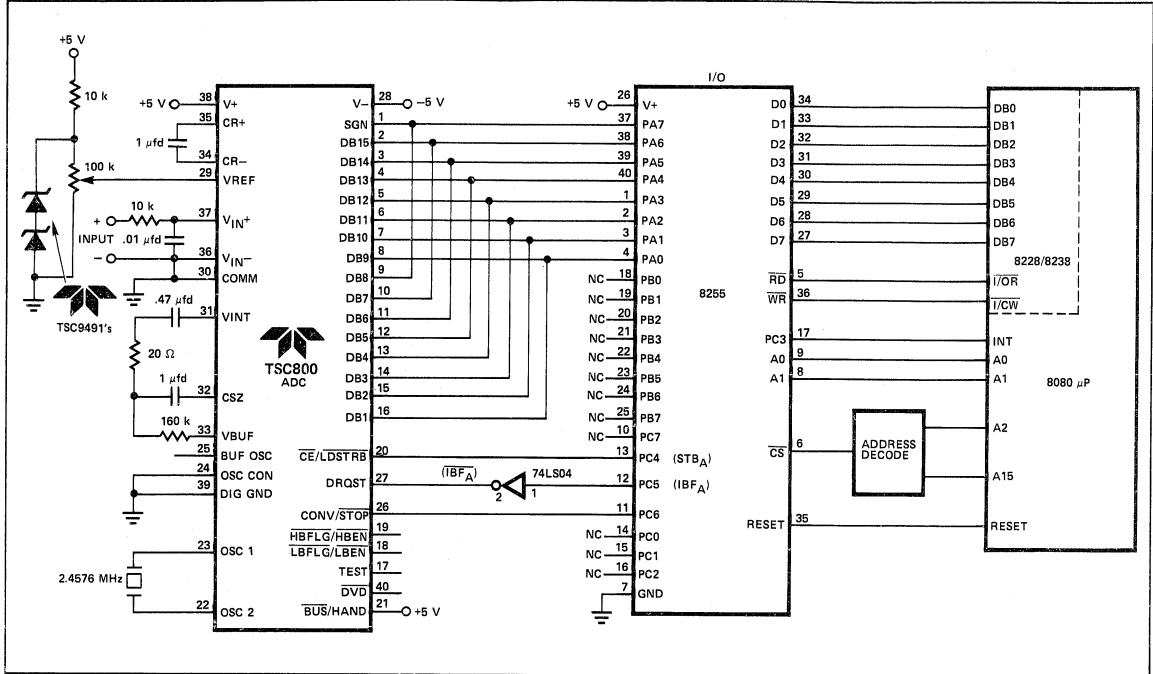 +5 V
10 k
100 k
TSC9491's
+5 V
38 V+
35 CR+
1 µfd
34 CR−
29 VREF
10 k
+
37 VIN+
INPUT .01 µfd
−
36 VIN−
30 COMM
.47 µfd
31 VINT
20 Ω
1 µfd
32 CSZ
160 k
33 VBUF
25 BUF OSC
24 OSC CON
39 DIG GND
23 OSC 1
2.4576 MHz
22 OSC 2
TSC800
ADC
V− 28 −5 V
SGN 1
DB15 2
DB14 3
DB13 4
DB12 5
DB11 6
DB10 7
DB9 8
DB8 9
DB7 10
DB6 11
DB5 12
DB4 13
DB3 14
DB2 15
DB1 16
CE/LDSTRB 20
DRQST 27
CONV/STOP 26
HBFLG/HBEN 19
LBFLG/LBEN 18
TEST 17
DVD 40
BUS/HAND 21 +5 V
(IBFA)
74LS04
2 1
I/O
+5 V 26 V+
37 PA7
38 PA6
39 PA5
40 PA4
1 PA3
2 PA2
3 PA1
4 PA0
NC 18 PB0
NC 19 PB1
NC 20 PB2
NC 21 PB3
NC 22 PB4
NC 23 PB5
NC 24 PB6
NC 25 PB7
NC 10 PC7
13 PC4 (STBA)
12 PC5 (IBFA)
11 PC6
NC 14 PC0
NC 15 PC1
NC 16 PC2
7 GND
8255
D0 34
D1 33
D2 32
D3 31
D4 30
D5 29
D6 28
D7 27
RD 5
WR 36
PC3 17
A0 9
A1 8
CS 6
RESET 35
ADDRESS
DECODE
DB0
DB1
DB2
DB3
DB4
DB5
DB6
DB7
8228/8238
I/OR
I/CW
INT
A0
A1
8080 µP
A2
A15
RESET